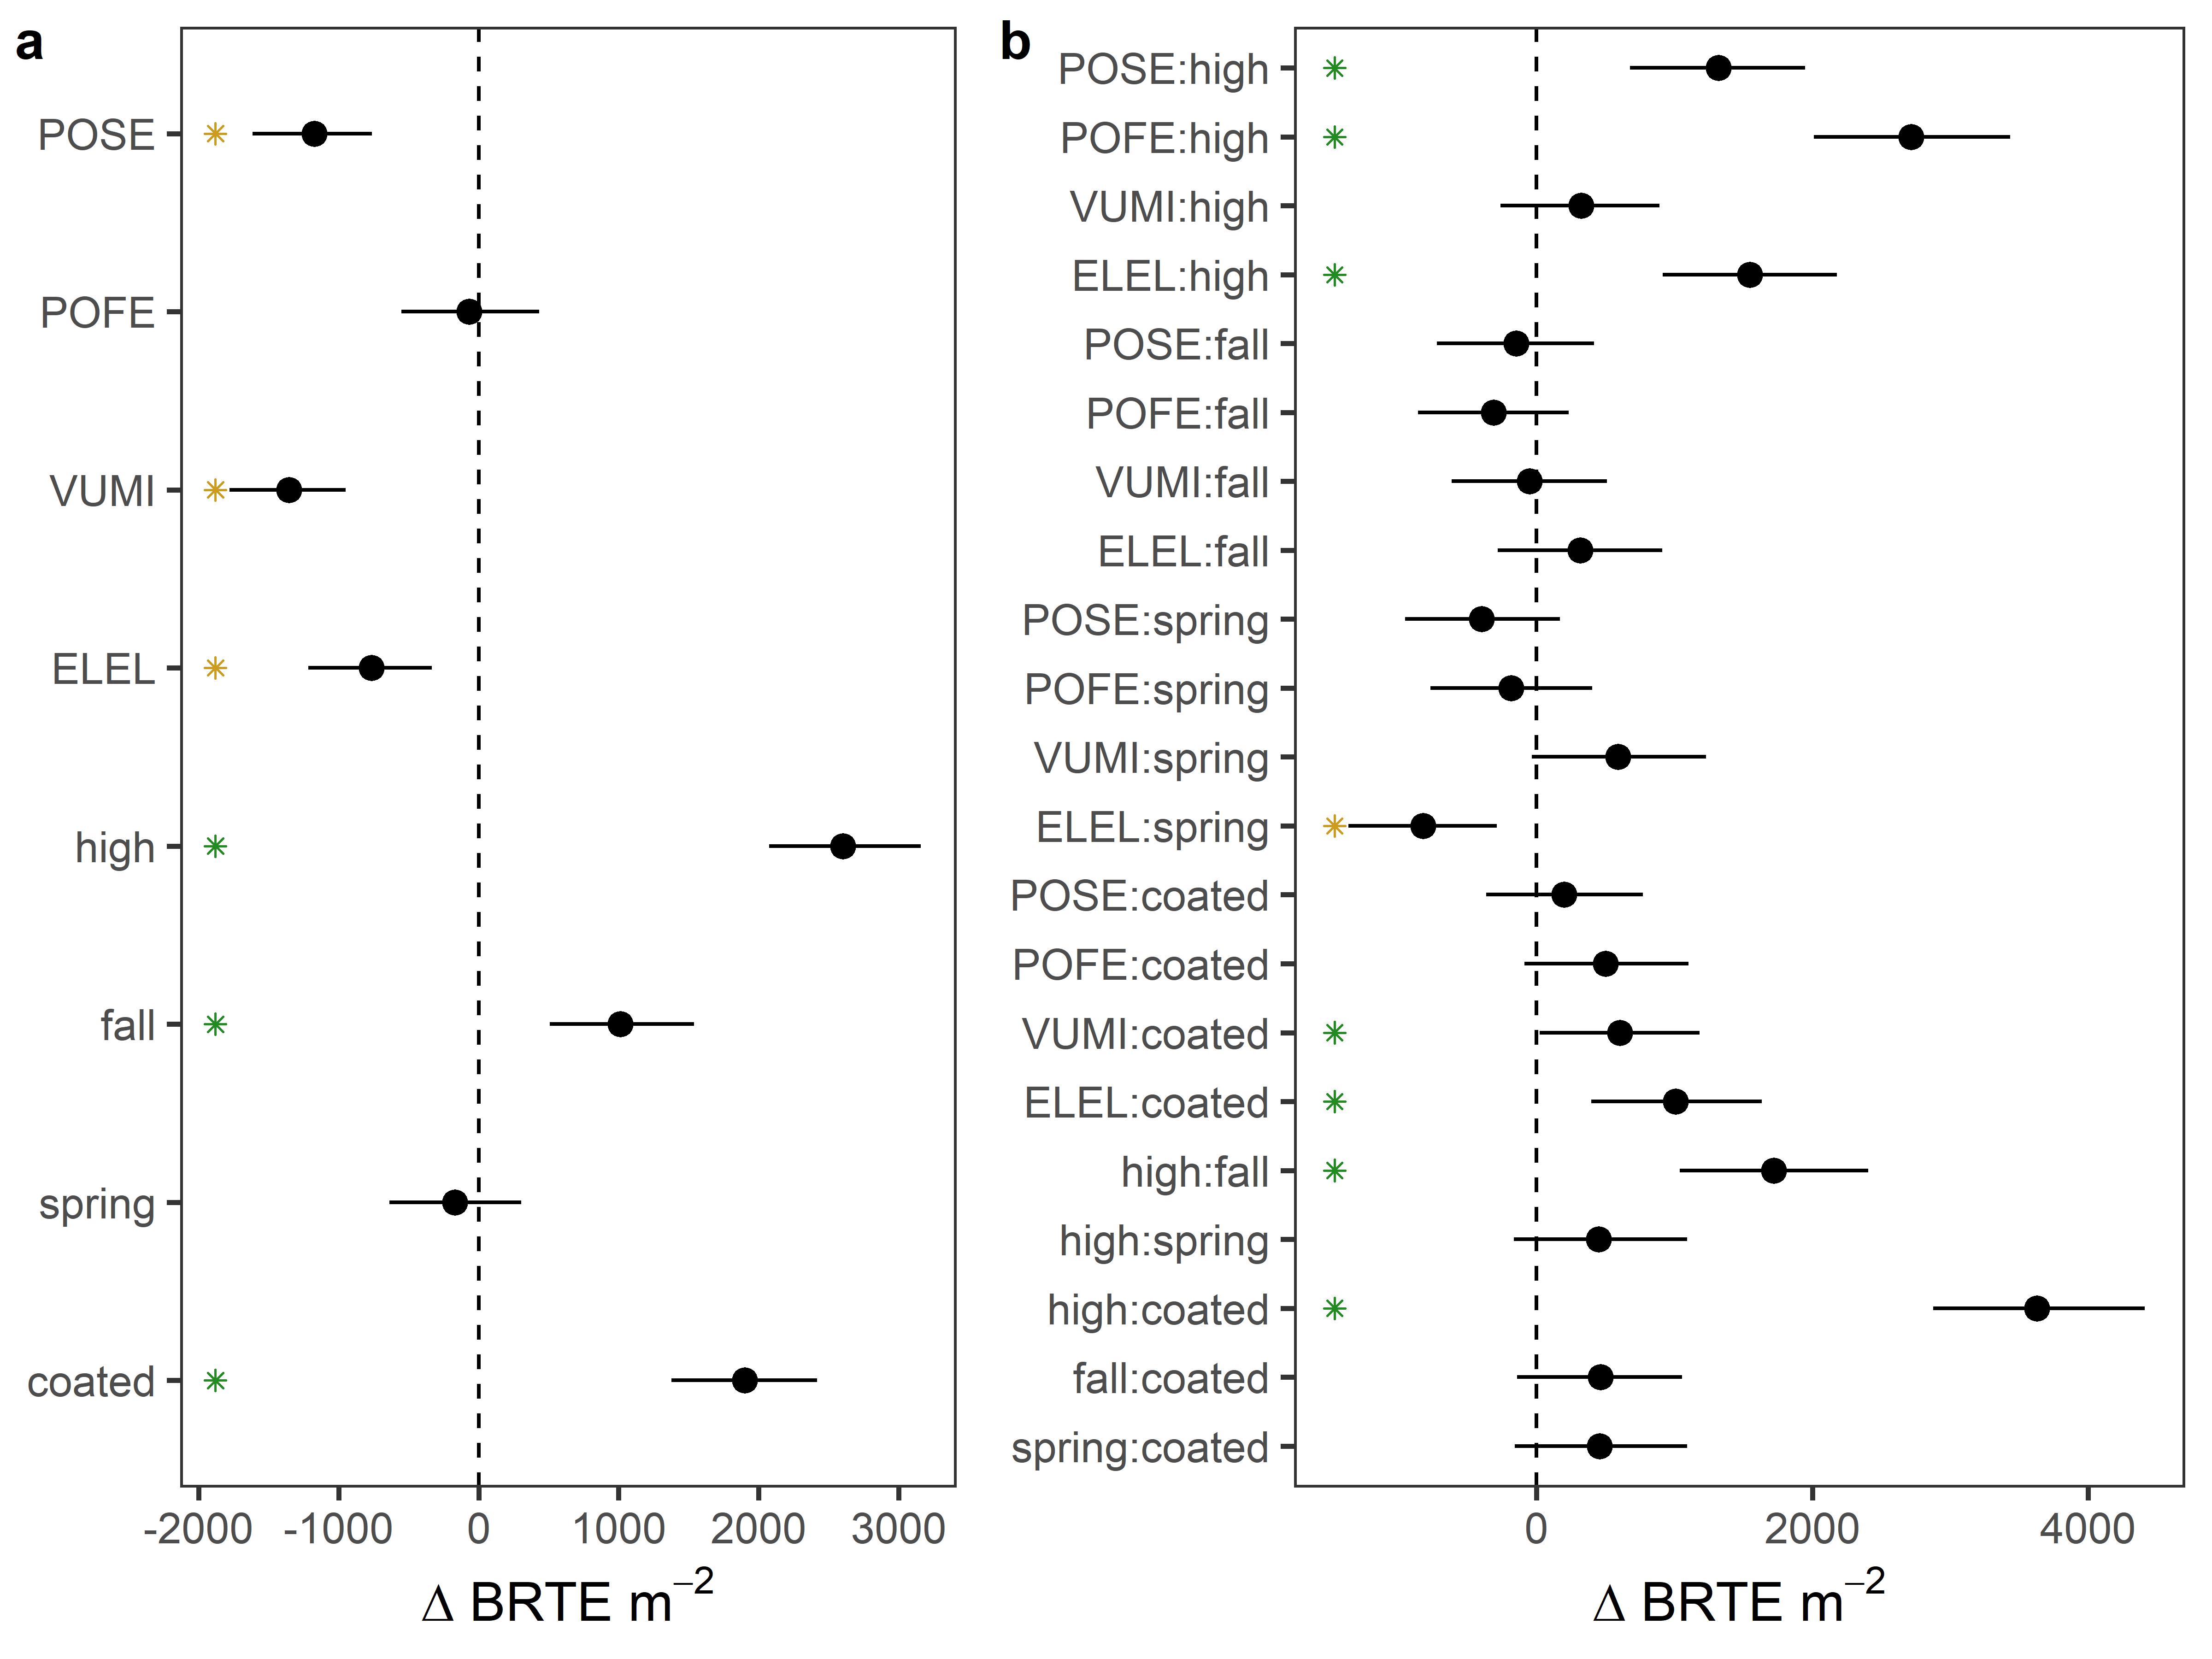 a
POSE
POFE
VUMI
ELEL
high
fall
spring
coated
-2000 -1000 0 1000 2000 3000
Δ BRTE m⁻²
b
POSE:high
POFE:high
VUMI:high
ELEL:high
POSE:fall
POFE:fall
VUMI:fall
ELEL:fall
POSE:spring
POFE:spring
VUMI:spring
ELEL:spring
POSE:coated
POFE:coated
VUMI:coated
ELEL:coated
high:fall
high:spring
high:coated
fall:coated
spring:coated
0 2000 4000
Δ BRTE m⁻²